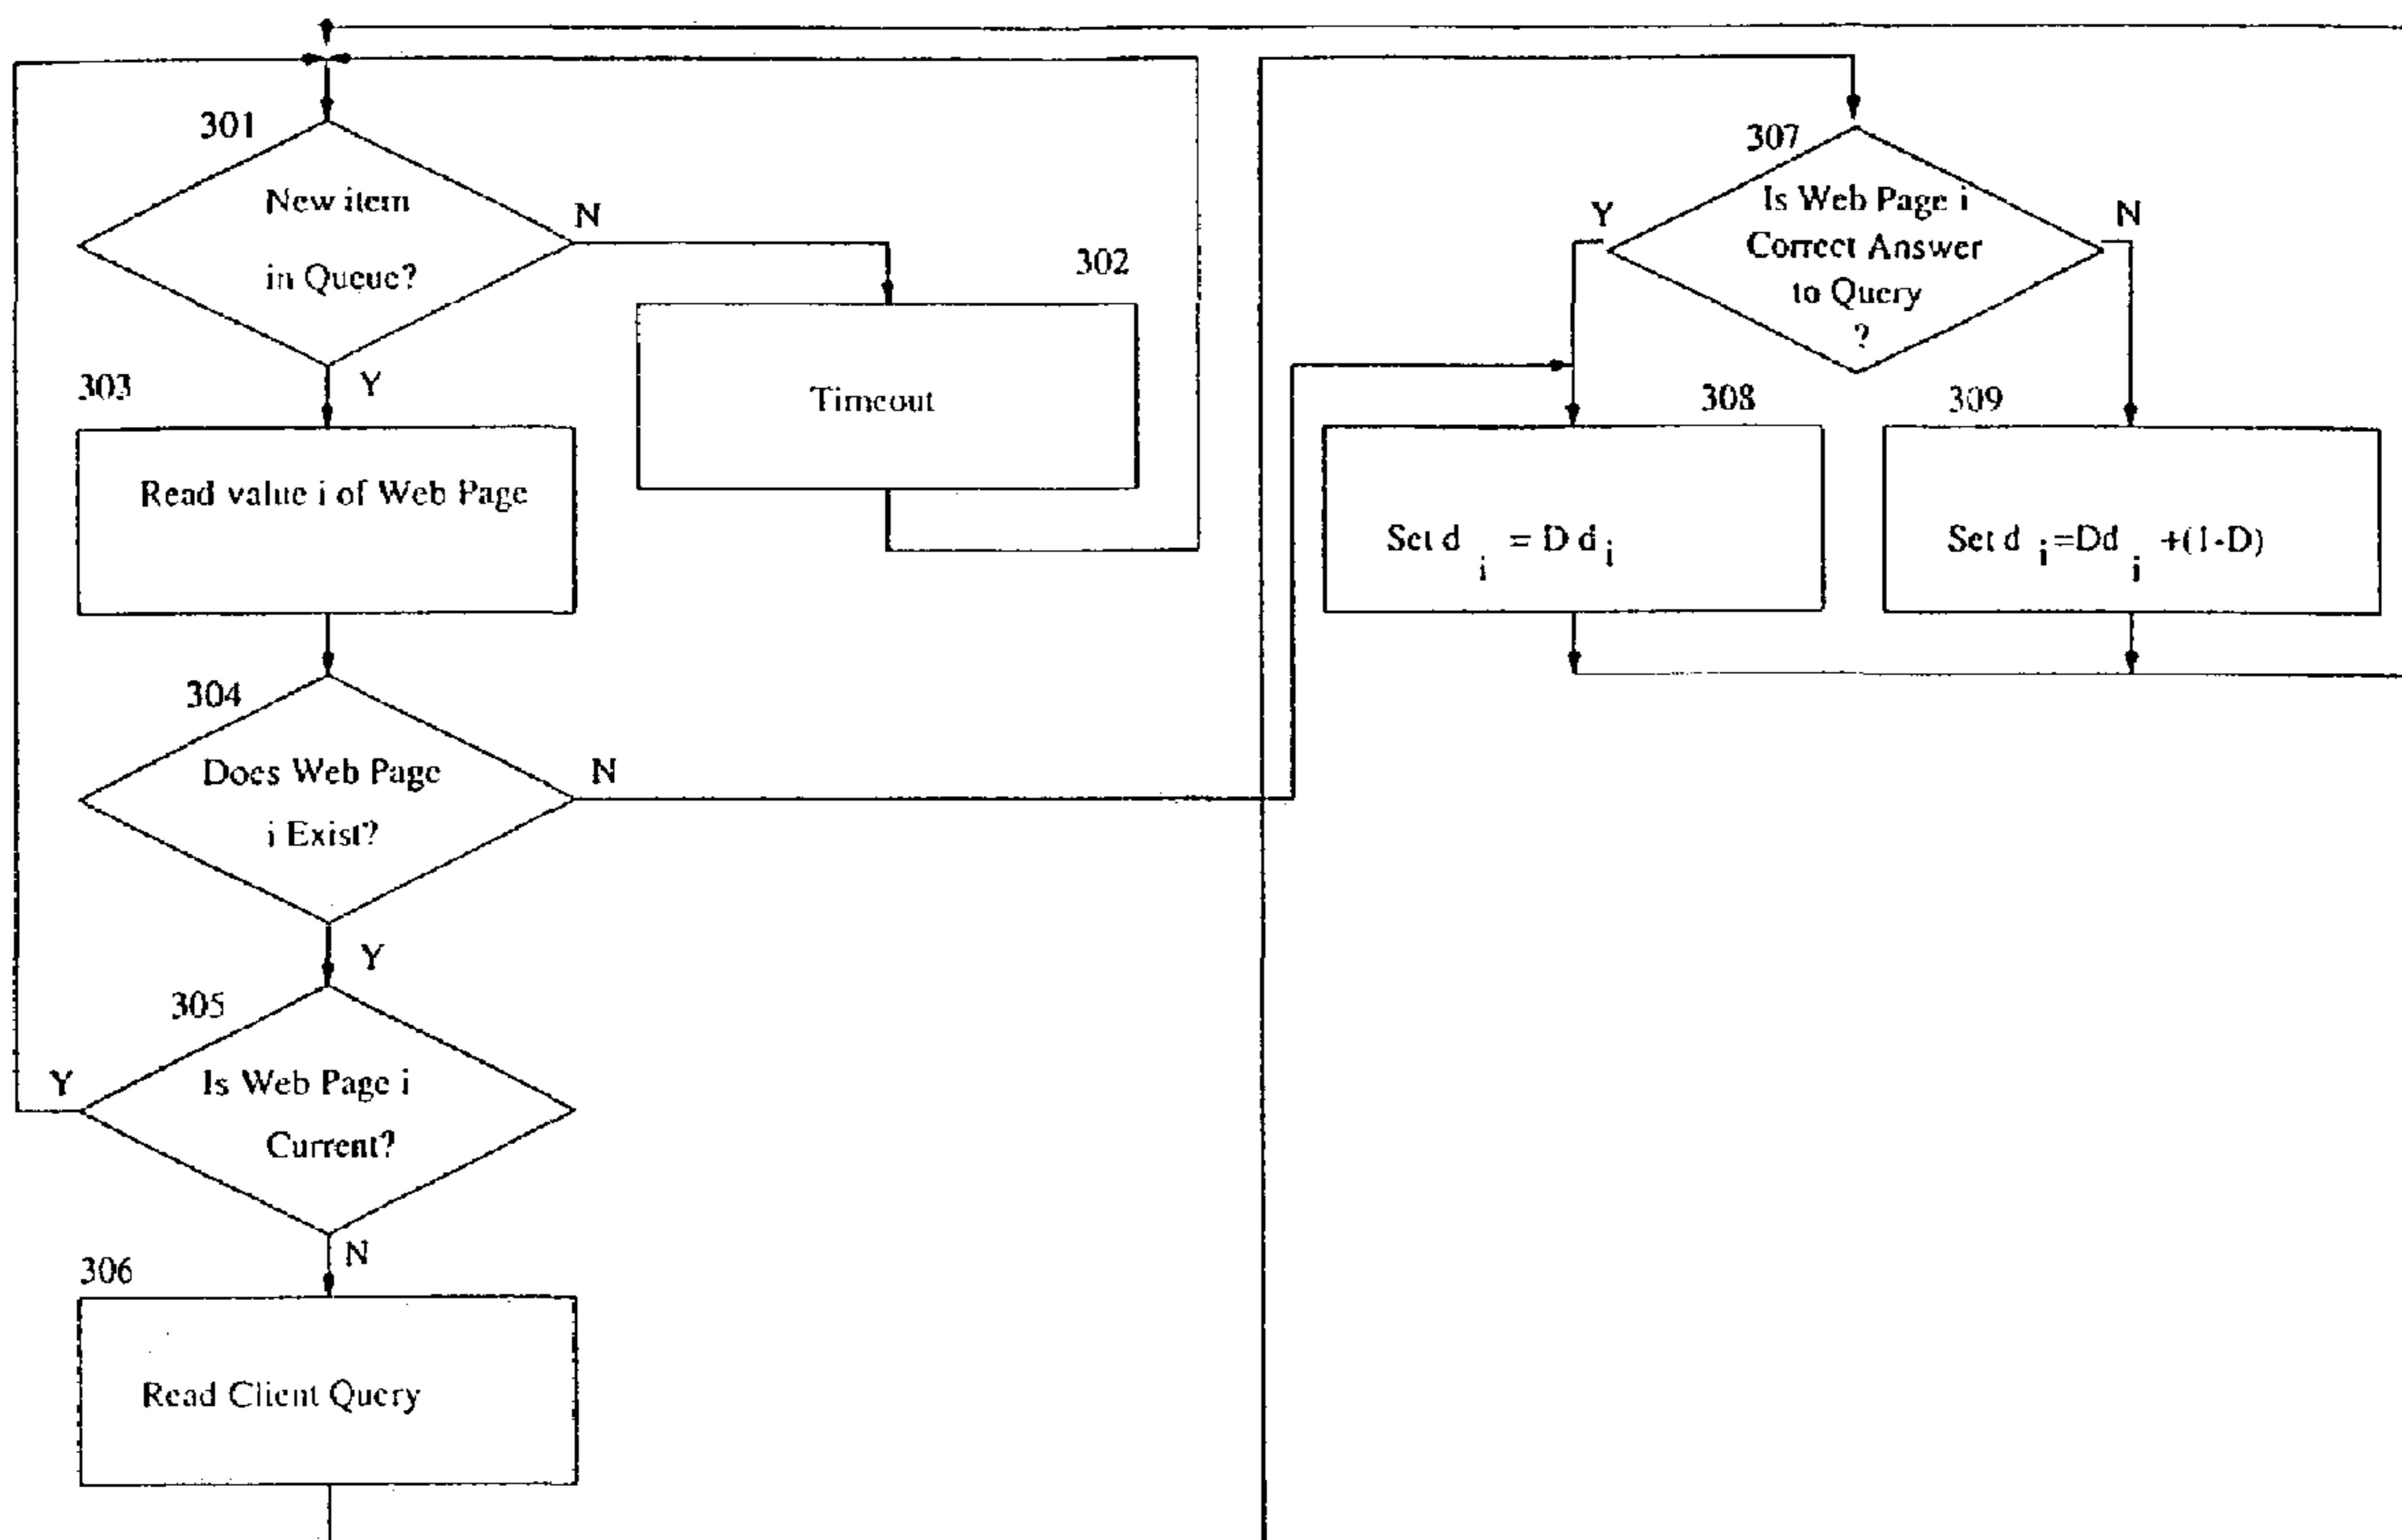 301
New item
in Queue?
N
Y
302
Timeout
303
Read value i of Web Page
304
Does Web Page
i Exist?
N
Y
305
Is Web Page i
Current?
Y
N
306
Read Client Query
307
Is Web Page i
Correct Answer
to Query
?
Y
N
308
Set d i = D d i
309
Set d i =Dd i +(1-D)